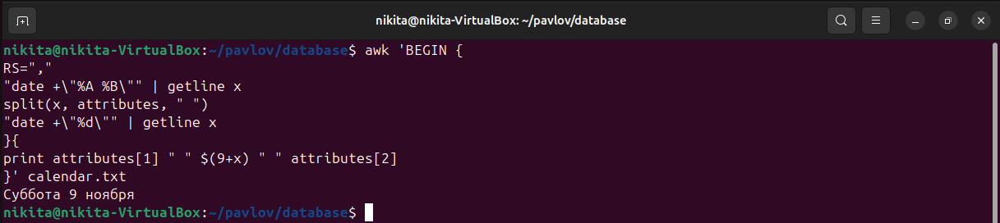 nikita@nikita-VirtualBox: ~/pavlov/database
nikita@nikita-VirtualBox:~/pavlov/database$ awk 'BEGIN {
RS=","
"date +\"%A %B\"" | getline x
split(x, attributes, " ")
"date +\"%d\"" | getline x
}{
print attributes[1] " " $(9+x) " " attributes[2]
}' calendar.txt
Суббота 9 ноября
nikita@nikita-VirtualBox:~/pavlov/database$